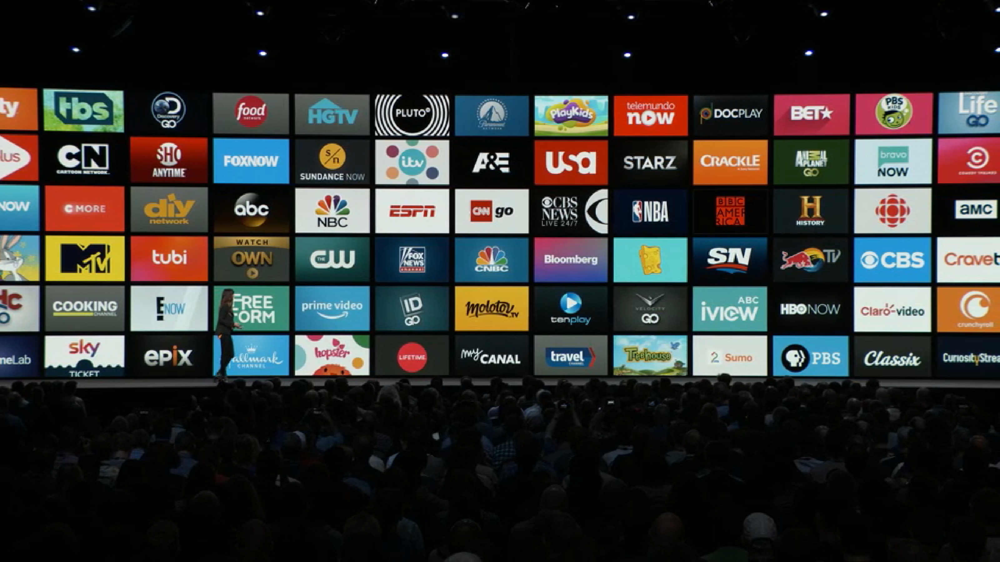 ty
tbs
Discovery
GO
food
network
HGTV
PLUTO
Paramount
NETWORK
PlayKids
telemundo
now
DOCPLAY
BET
PBS
KIDS
Life
GO
lus
CN
CARTOON NETWORK
SHO
ANYTIME
FOXNOW
s/n
SUNDANCE NOW
itv
A&E
USA
STARZ
CRACKLE
ANIMAL
PLANET
GO
bravo
NOW
C
COMEDY CENTRAL
NOW
C MORE
diy
network
abc
NBC
ESPN
CNN go
CBS
NEWS
LIVE 24/7
NBA
BBC
AMER
RICA
H
HISTORY
aMC
MTV
tubi
WATCH
OWN
THE CW
FOX
NEWS
channel
CNBC
Bloomberg
SN
TV
CBS
Cravet
COOKING
CHANNEL
E! NOW
FREE
FORM
prime video
ID
GO
molotov.TV
tenplay
VELOCITY
GO
ABC
iview
HBO NOW
Claro-video
crunchyroll
neLab
sky
TICKET
epix
allmark
CHANNEL
hopster
LIFETIME
my CANAL
travel
CHANNEL
Treehouse
2 Sumo
PBS
Classix
CuriosityStrea